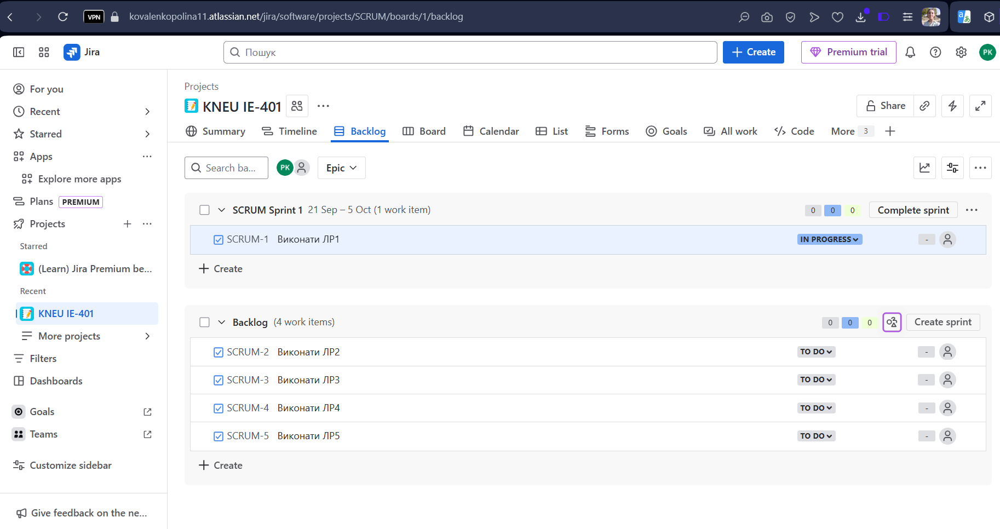 VPN kovalenkopolina11.atlassian.net/jira/software/projects/SCRUM/boards/1/backlog
Jira Пошук Create Premium trial PK
For you
Recent
Starred
Apps
Explore more apps
Plans PREMIUM
Projects
Starred
(Learn) Jira Premium be...
Recent
KNEU IE-401
More projects
Filters
Dashboards
Goals
Teams
Customize sidebar
Give feedback on the ne...
Projects
KNEU IE-401
Share
Summary Timeline Backlog Board Calendar List Forms Goals All work Code More 3
Search ba... PK Epic
SCRUM Sprint 1 21 Sep – 5 Oct (1 work item) 0 0 0 Complete sprint
SCRUM-1 Виконати ЛР1 IN PROGRESS -
Create
Backlog (4 work items) 0 0 0 Create sprint
SCRUM-2 Виконати ЛР2 TO DO -
SCRUM-3 Виконати ЛР3 TO DO -
SCRUM-4 Виконати ЛР4 TO DO -
SCRUM-5 Виконати ЛР5 TO DO -
Create